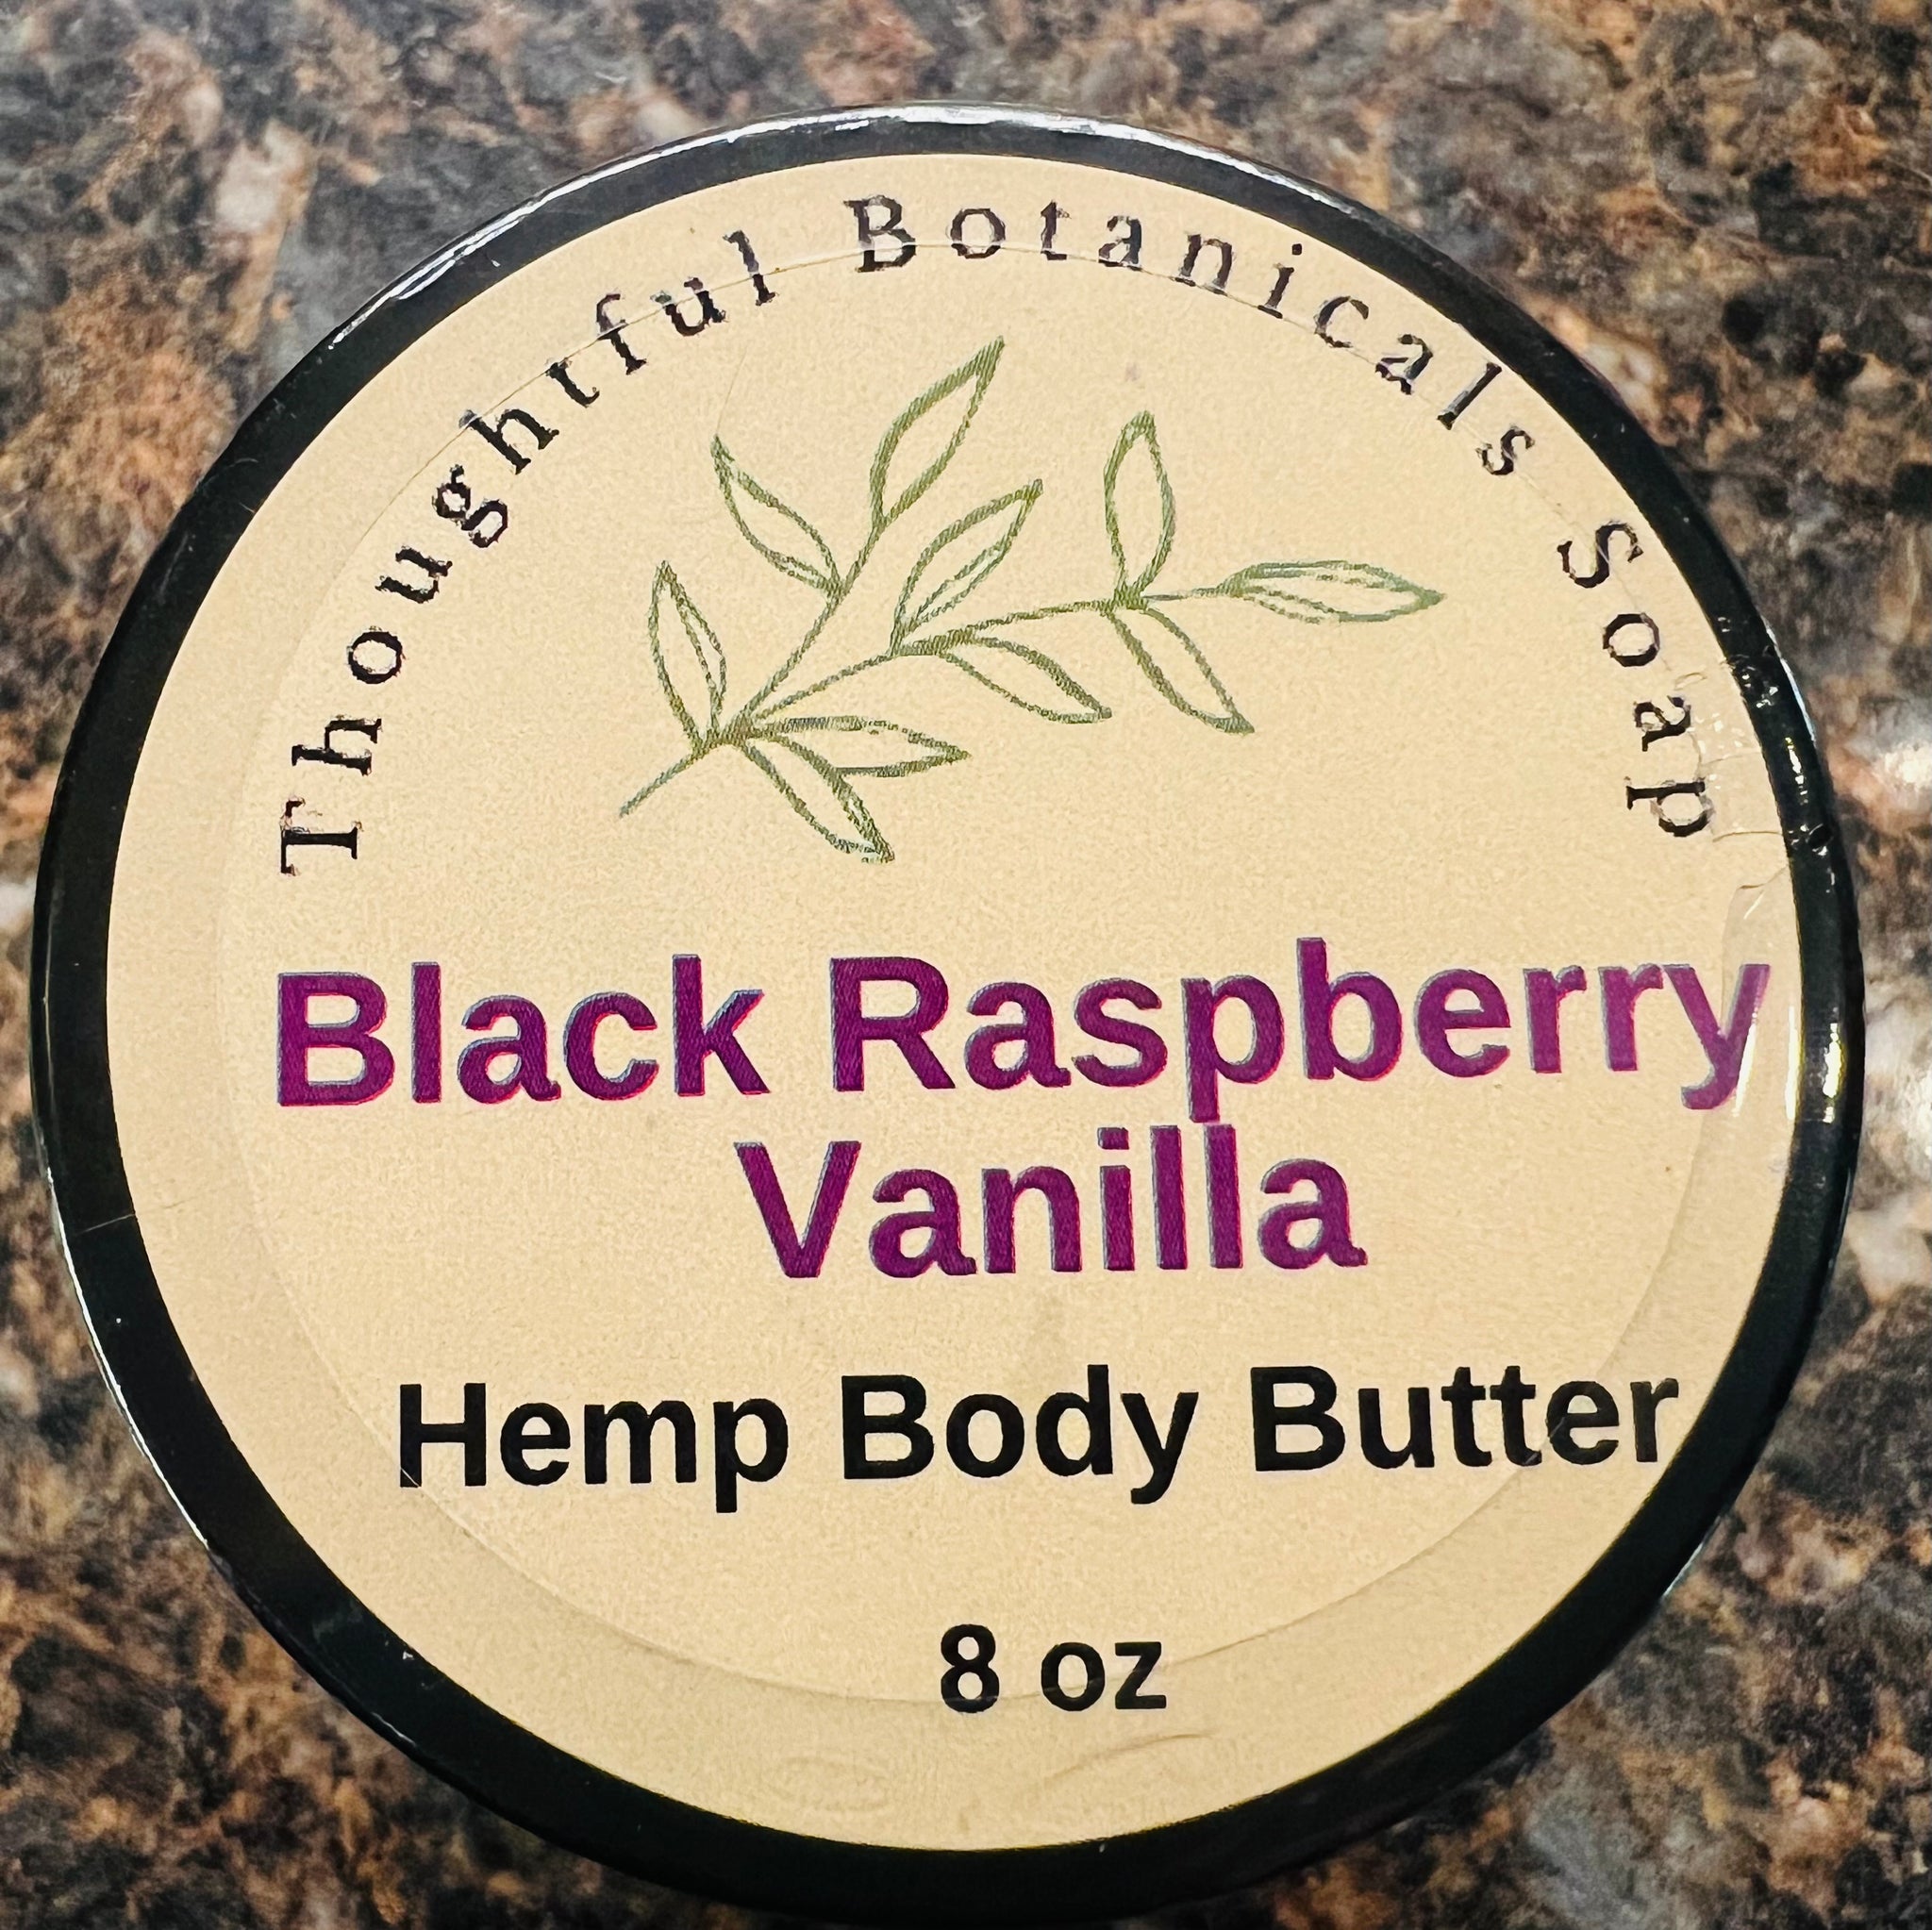 Thoughtful Botanicals Soap
Black Raspberry
Vanilla
Hemp Body Butter
8 oz